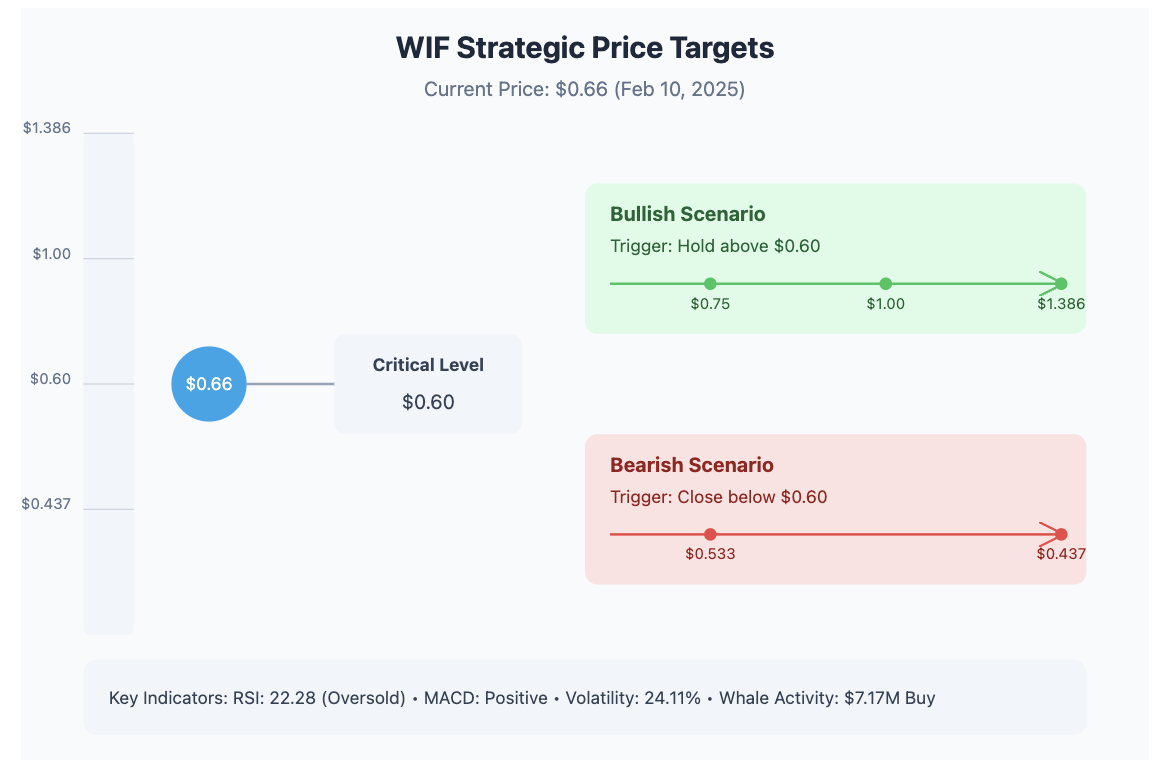 WIF Strategic Price Targets
Current Price: $0.66 (Feb 10, 2025)
$1.386
$1.00
$0.60
$0.437
$0.66
Critical Level
$0.60
Bullish Scenario
Trigger: Hold above $0.60
$0.75 $1.00 $1.386
Bearish Scenario
Trigger: Close below $0.60
$0.533 $0.437
Key Indicators: RSI: 22.28 (Oversold) • MACD: Positive • Volatility: 24.11% • Whale Activity: $7.17M Buy